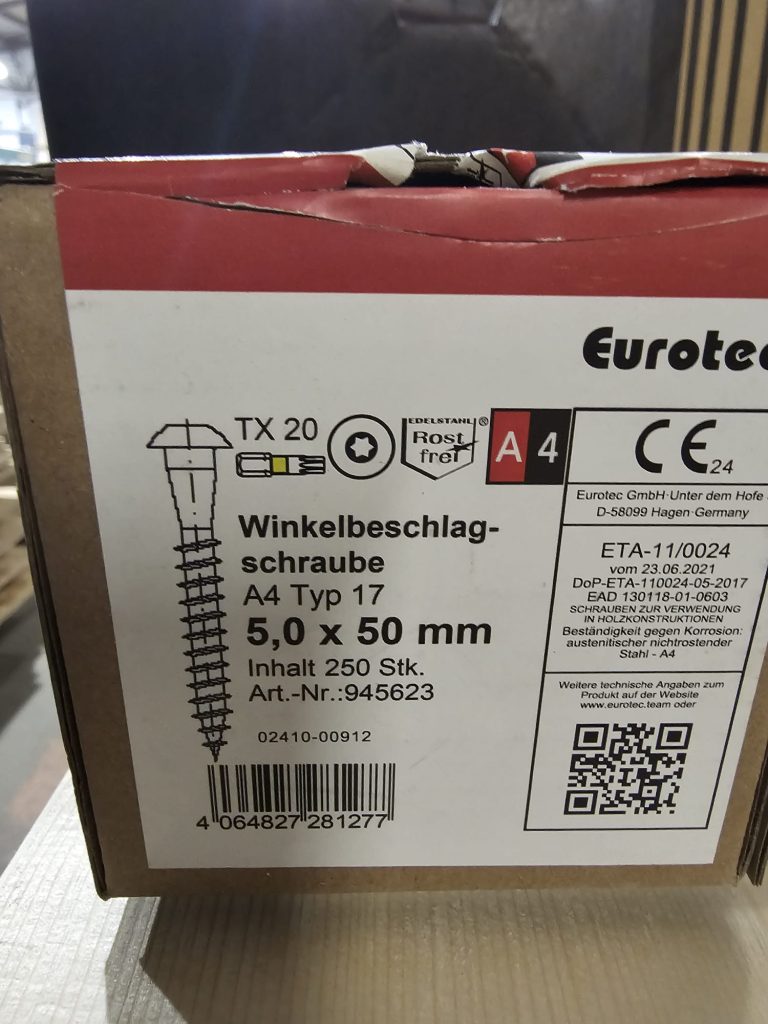 Eurotec
TX 20
EDELSTAHL®
Rost
frei
A4
CE
24
Eurotec GmbH·Unter dem Hofe
D-58099 Hagen·Germany
Winkelbeschlag-
schraube
A4 Typ 17
5,0 x 50 mm
Inhalt 250 Stk.
Art.-Nr.:945623
02410-00912
4 064827 281277
ETA-11/0024
vom 23.06.2021
DoP-ETA-110024-05-2017
EAD 130118-01-0603
SCHRAUBEN ZUR VERWENDUNG
IN HOLZKONSTRUKTIONEN
Beständigkeit gegen Korrosion:
austenitischer nichtrostender
Stahl - A4
Weitere technische Angaben zum
Produkt auf der Website
www.eurotec.team oder